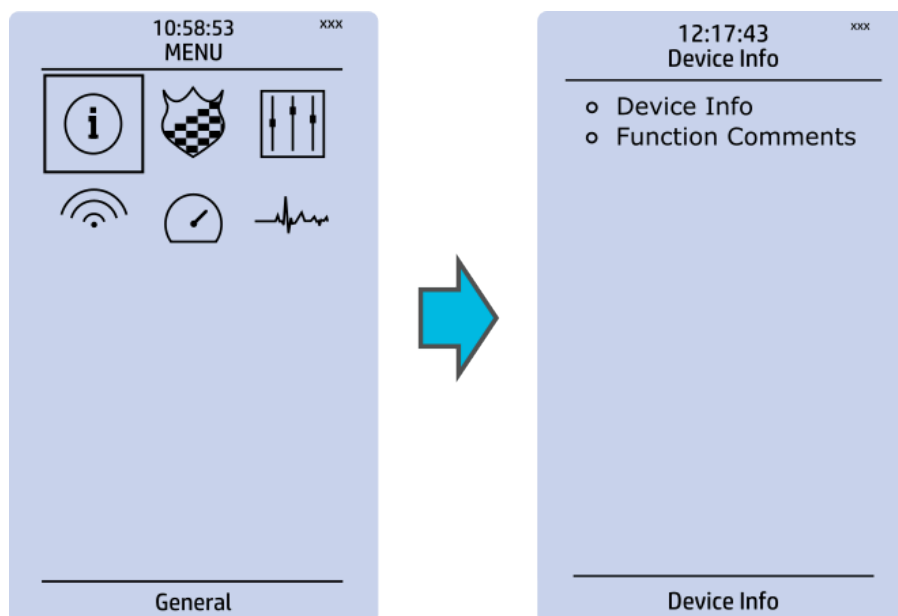 10:58:53 xxx
MENU
i
General
12:17:43 xxx
Device Info
Device Info
Function Comments
Device Info